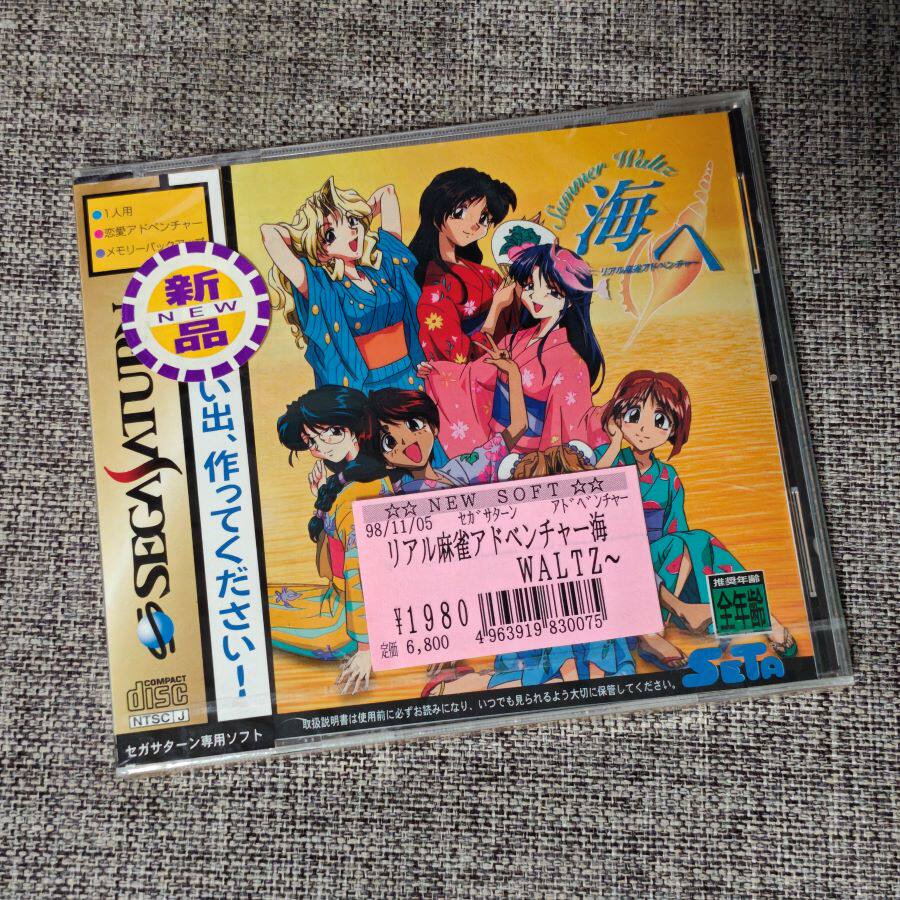 ・1人用
・恋愛アドベンチャー
・メモリーバック
新
NEW
品
い出、作ってください!
SEGA SATURN
COMPACT
disc
NTSC J
セガサターン専用ソフト
Summer Waltz
海へ
リアル麻雀アドベンチャー
☆☆ NEW SOFT ☆☆
98/11/05 セガサターン アドベンチャー
リアル麻雀アドベンチャー海
WALTZ~
¥1980
定価 6,800
4963919830075
推奨年齢
全年齢
SETA
取扱説明書は使用前に必ずお読みになり、いつでも見られるよう大切に保管してください。